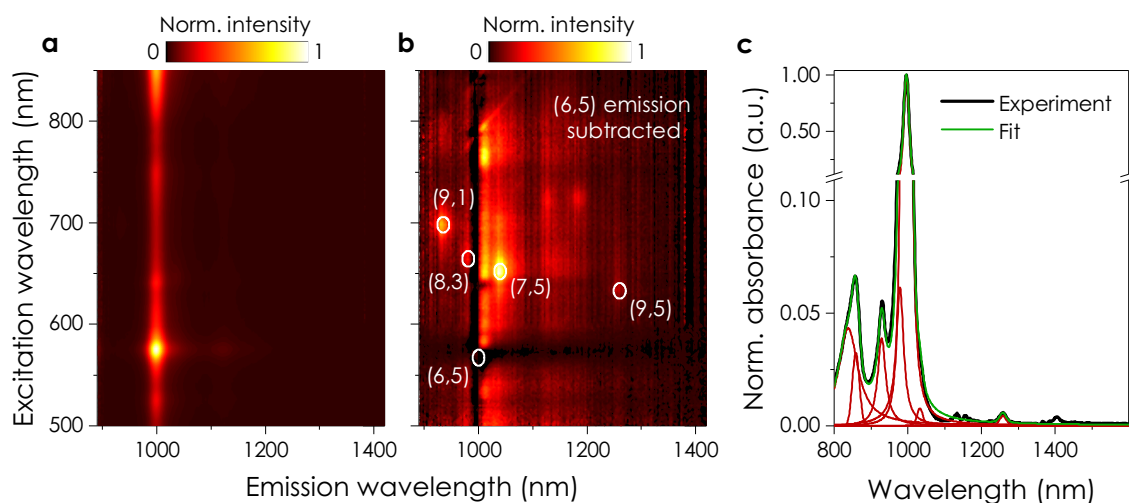 Norm. intensity
0 1
a
Excitation wavelength (nm)
800
700
600
500
1000 1200 1400
Norm. intensity
0 1
b
(6,5) emission
subtracted
(9,1)
(8,3)
(7,5)
(9,5)
(6,5)
1000 1200 1400
Emission wavelength (nm)
c
Norm. absorbance (a.u.)
1.00
0.50
0.10
0.05
0.00
Experiment
Fit
800 1000 1200 1400
Wavelength (nm)